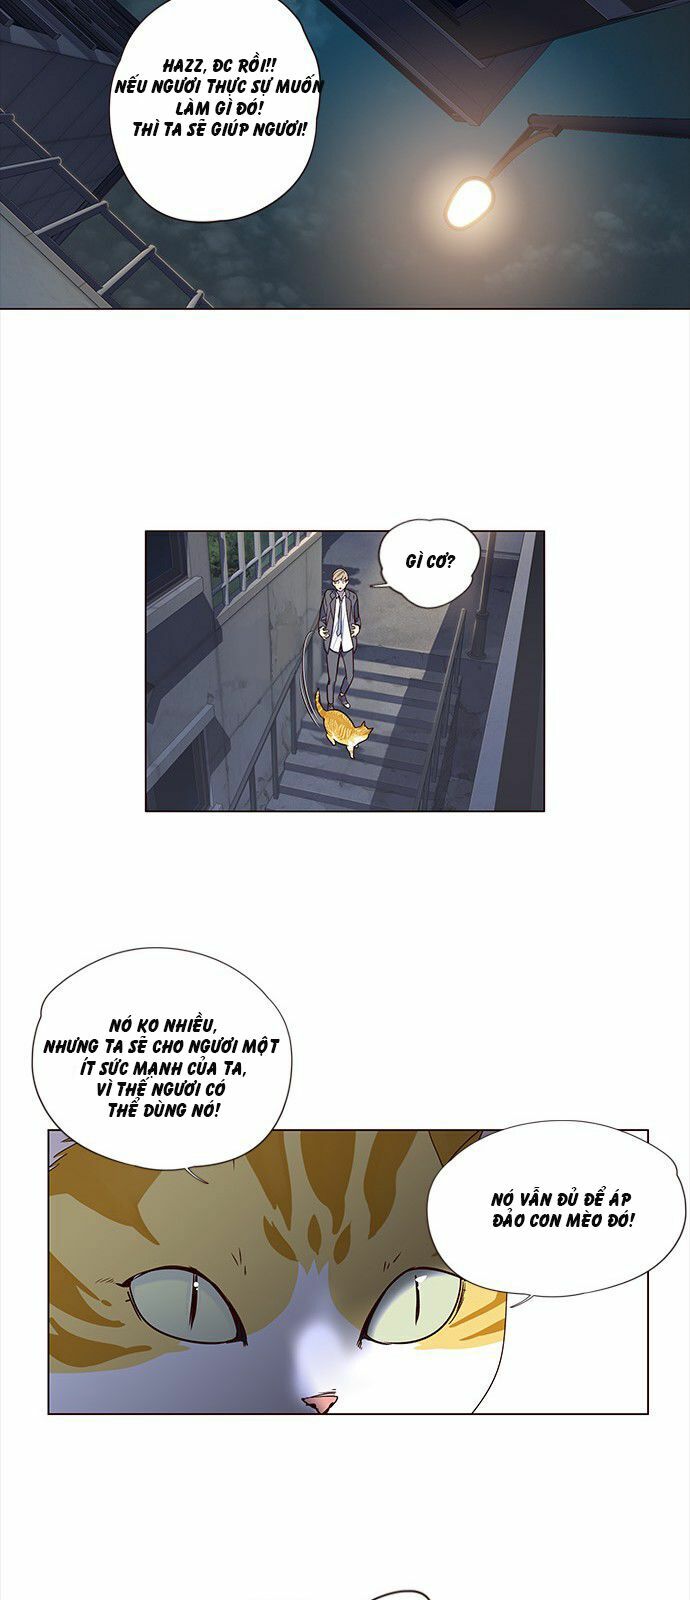 HAZZ, ĐC RỒI!!
NẾU NGƯƠI THỰC SỰ MUỐN
LÀM GÌ ĐÓ!
THÌ TA SẼ GIÚP NGƯƠI!
GÌ CƠ?
NÓ KO NHIỀU,
NHƯNG TA SẼ CHO NGƯƠI MỘT
ÍT SỨC MẠNH CỦA TA,
VÌ THẾ NGƯƠI CÓ
THỂ DÙNG NÓ!
NÓ VẪN ĐỦ ĐỂ ÁP
ĐẢO CON MÈO ĐÓ!